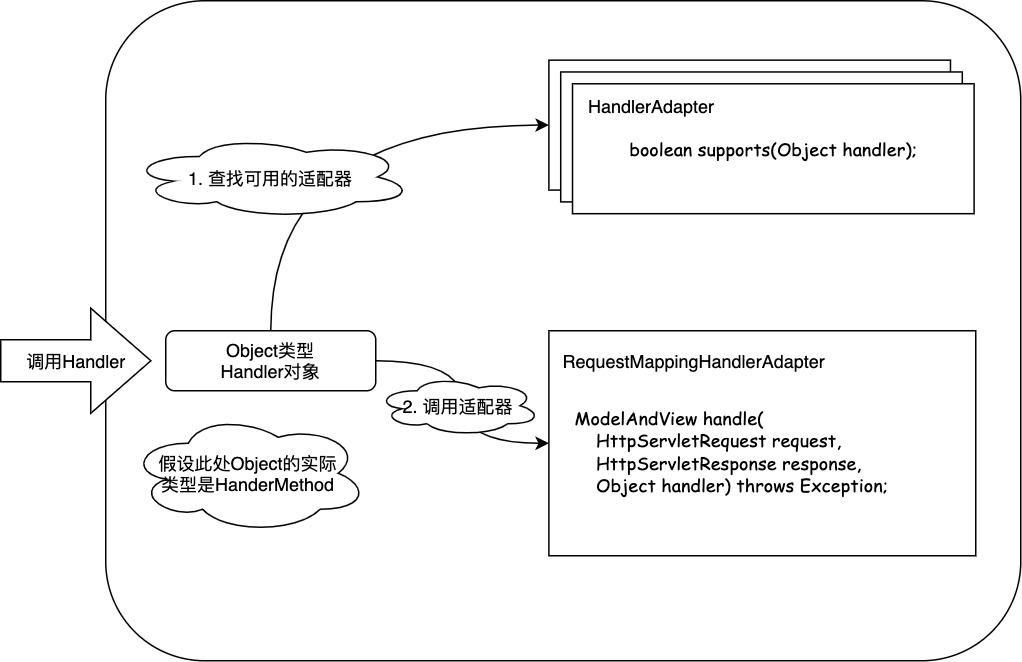 HandlerAdapter
boolean supports(Object handler);
1. 查找可用的适配器
调用Handler
Object类型
Handler对象
RequestMappingHandlerAdapter
2. 调用适配器
ModelAndView handle(
HttpServletRequest request,
HttpServletResponse response,
Object handler) throws Exception;
假设此处Object的实际
类型是HanderMethod